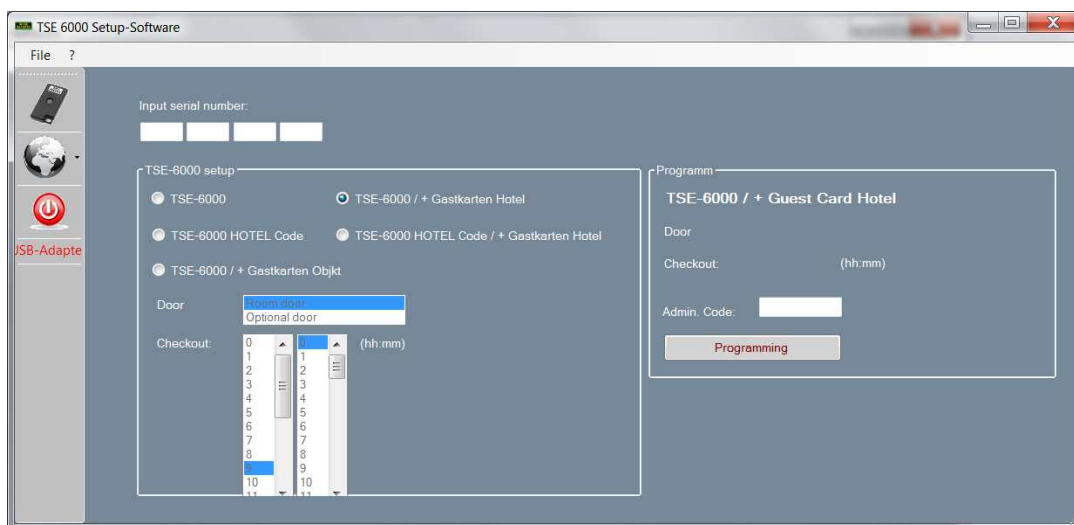 TSE 6000 Setup-Software
File ?
Input serial number:
TSE-6000 setup
TSE-6000
TSE-6000 / + Gastkarten Hotel
TSE-6000 HOTEL Code
TSE-6000 HOTEL Code / + Gastkarten Hotel
TSE-6000 / + Gastkarten Objkt
Door
Room door
Optional door
Checkout:
0
1
2
3
4
5
6
7
8
9
10
11
0
1
2
3
4
5
6
7
8
9
10
11
(hh:mm)
Programm
TSE-6000 / + Guest Card Hotel
Door
Checkout: (hh:mm)
Admin. Code:
Programming
JSB-Adapte